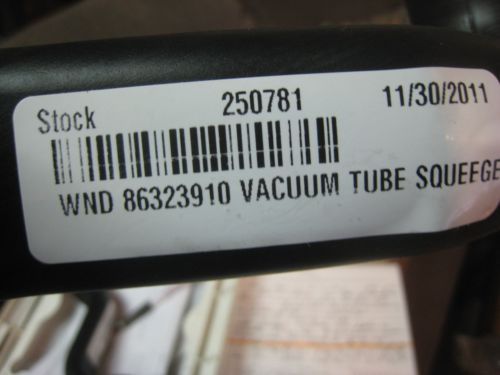 Stock 250781 11/30/2011
WND 86323910 VACUUM TUBE SQUEEGE